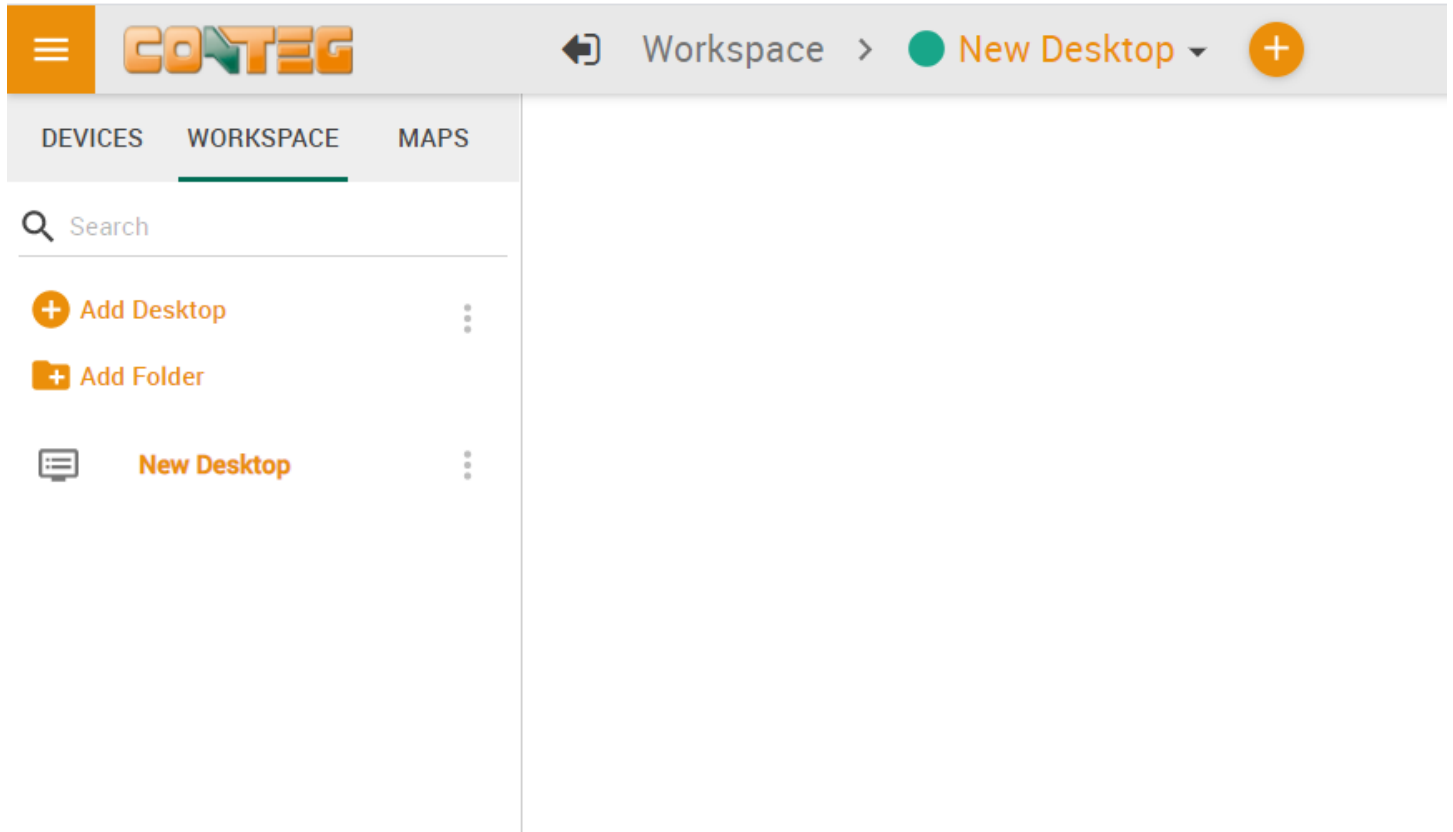 CONTEG
Workspace > New Desktop
DEVICES WORKSPACE MAPS
Search
Add Desktop
Add Folder
New Desktop